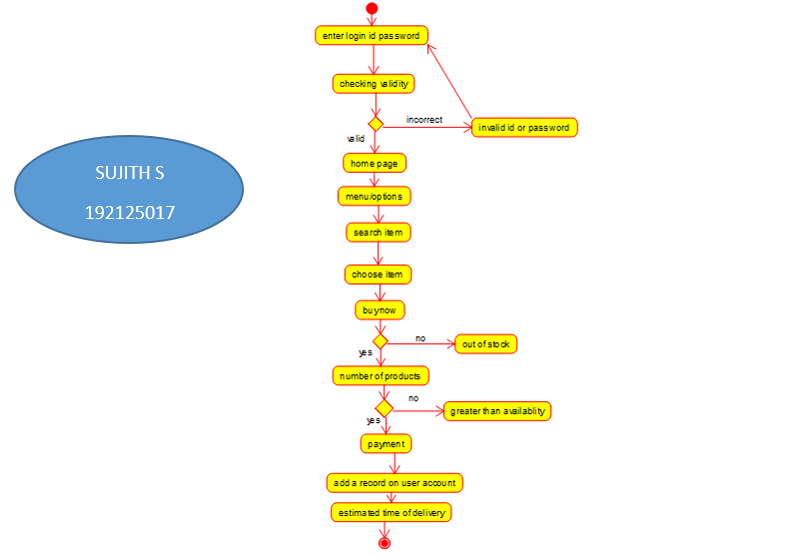 enter login id password
checking validity
incorrect
invalid id or password
valid
home page
SUJITH S
192125017
menu/options
search item
choose item
buynow
no
out of stock
yes
number of products
no
greater than availablity
yes
payment
add a record on user account
estimated time of delivery